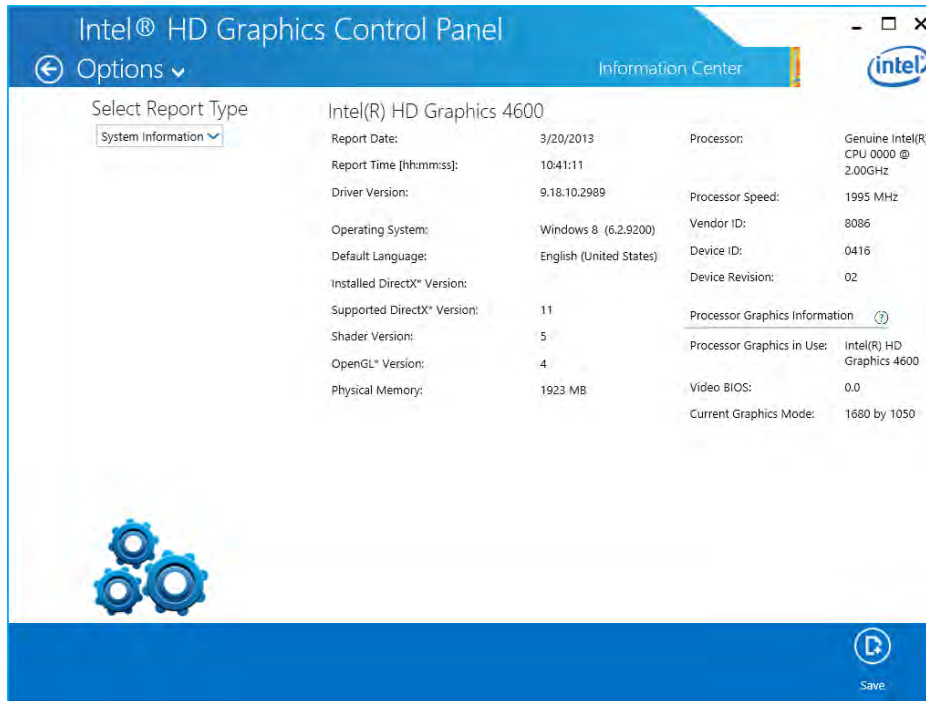 Intel® HD Graphics Control Panel
Options
Information Center
intel
Select Report Type
System Information
Intel(R) HD Graphics 4600
Report Date: 3/20/2013
Report Time [hh:mm:ss]: 10:41:11
Driver Version: 9.18.10.2989
Operating System: Windows 8 (6.2.9200)
Default Language: English (United States)
Installed DirectX* Version:
Supported DirectX* Version: 11
Shader Version: 5
OpenGL* Version: 4
Physical Memory: 1923 MB
Processor: Genuine Intel(R)
CPU 0000 @
2.00GHz
Processor Speed: 1995 MHz
Vendor ID: 8086
Device ID: 0416
Device Revision: 02
Processor Graphics Information ?
Processor Graphics in Use: Intel(R) HD
Graphics 4600
Video BIOS: 0.0
Current Graphics Mode: 1680 by 1050
Save